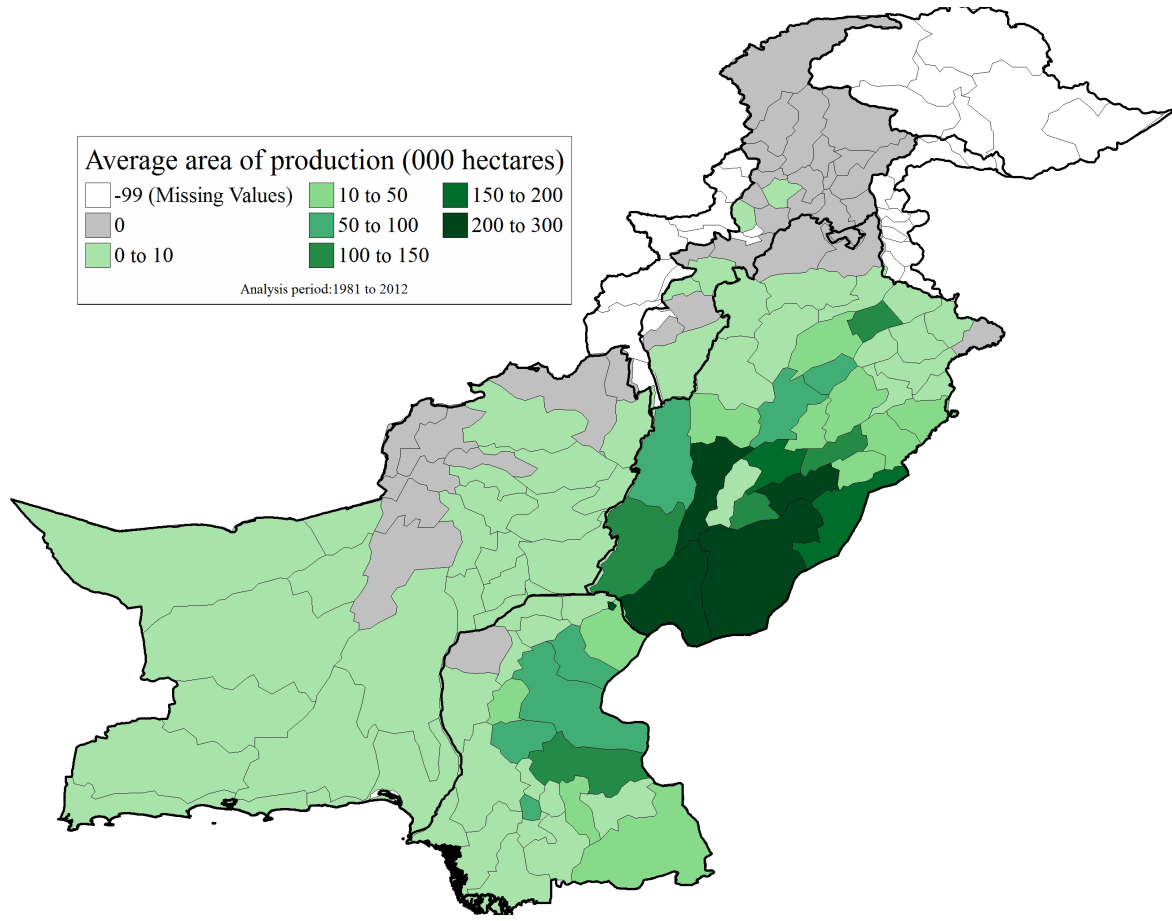 Average area of production (000 hectares)
-99 (Missing Values) 10 to 50 150 to 200
0 50 to 100 200 to 300
0 to 10 100 to 150
Analysis period:1981 to 2012